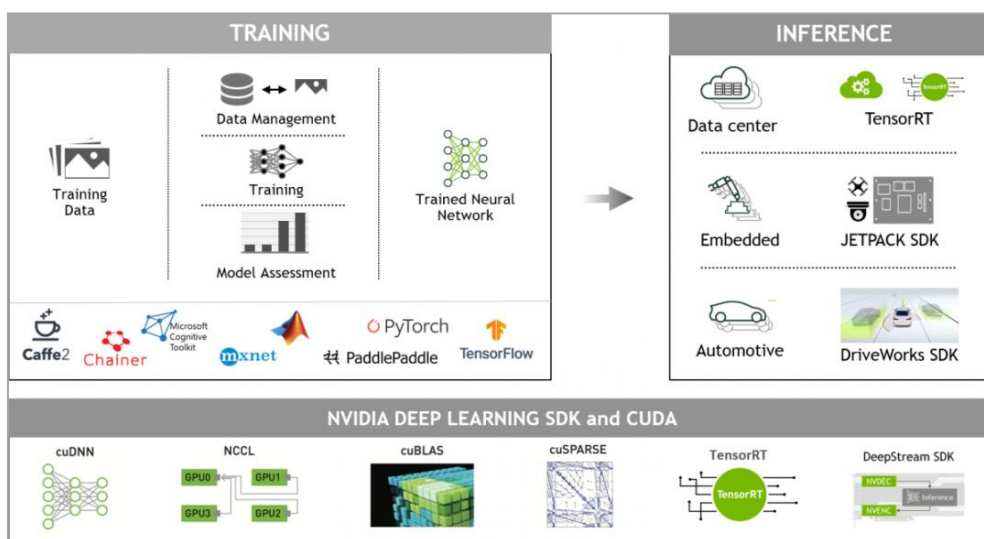 TRAINING
Training
Data
Data Management
Training
Model Assessment
Trained Neural
Network
Caffe2
Chainer
Microsoft
Cognitive
Toolkit
mxnet
PyTorch
PaddlePaddle
TensorFlow
INFERENCE
Data center
TensorRT
TensorRT
Embedded
JETPACK SDK
Automotive
DriveWorks SDK
NVIDIA DEEP LEARNING SDK and CUDA
cuDNN
NCCL
GPU0
GPU1
GPU3
GPU2
cuBLAS
cuSPARSE
TensorRT
TensorRT
DeepStream SDK
NVDEC
Inference
NVENC